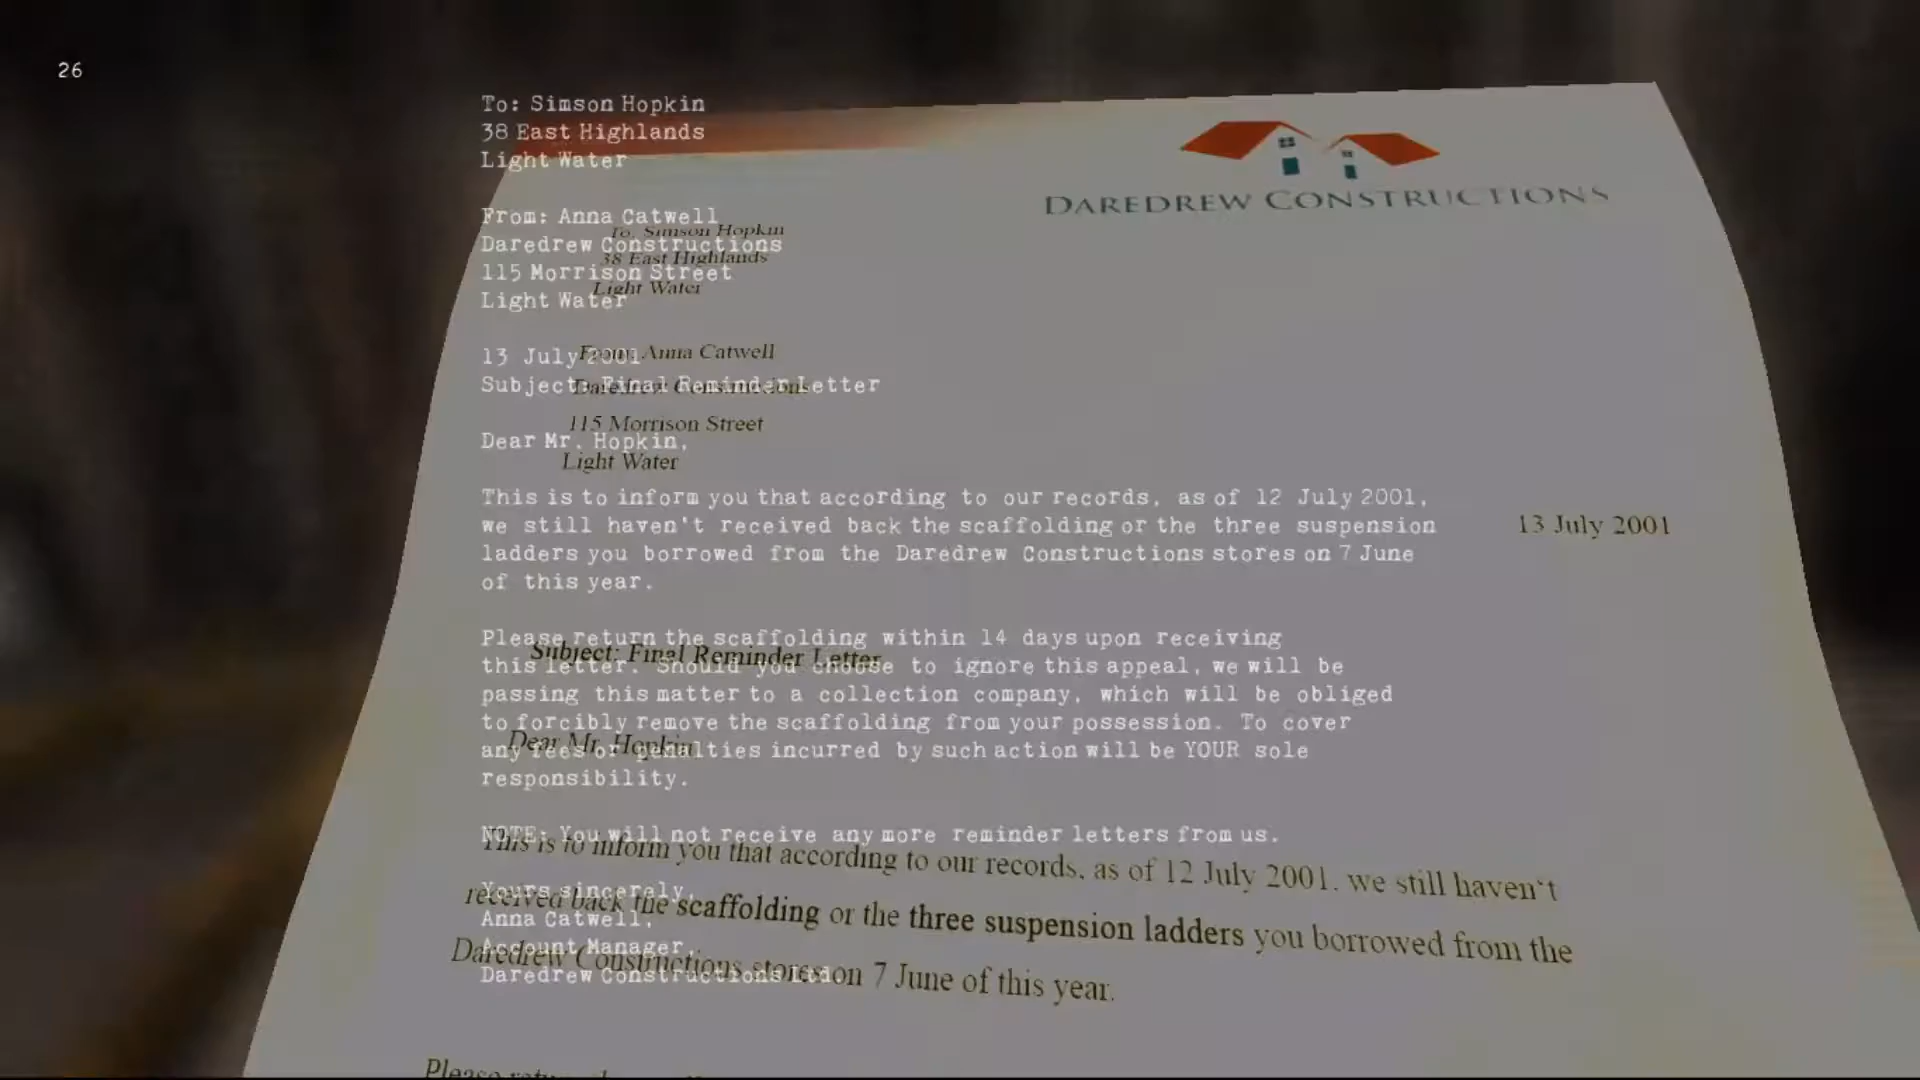 26
To: Simson Hopkin
38 East Highlands
Light Water
From: Anna Catwell
Daredrew Constructions
115 Morrison Street
Light Water
13 July 2001
Subject: Final Reminder Letter
Dear Mr. Hopkin,
This is to inform you that according to our records, as of 12 July 2001,
we still haven't received back the scaffolding or the three suspension
ladders you borrowed from the Daredrew Constructions stores on 7 June
of this year.
Please return the scaffolding within 14 days upon receiving
this letter. Should you choose to ignore this appeal, we will be
passing this matter to a collection company, which will be obliged
to forcibly remove the scaffolding from your possession. To cover
any fees or penalties incurred by such action will be YOUR sole
responsibility.
NOTE: You will not receive any more reminder letters from us.
Yours sincerely,
Anna Catwell,
Account Manager,
Daredrew Constructions Ltd.
DAREDREW CONSTRUCTIONS
To: Simson Hopkin
38 East Highlands
Light Water
From: Anna Catwell
Daredrew Constructions
115 Morrison Street
Light Water
13 July 2001
Subject: Final Reminder Letter
Dear Mr. Hopkin
This is to inform you that according to our records, as of 12 July 2001, we still haven't
received back the scaffolding or the three suspension ladders you borrowed from the
Daredrew Constructions stores on 7 June of this year.
Please